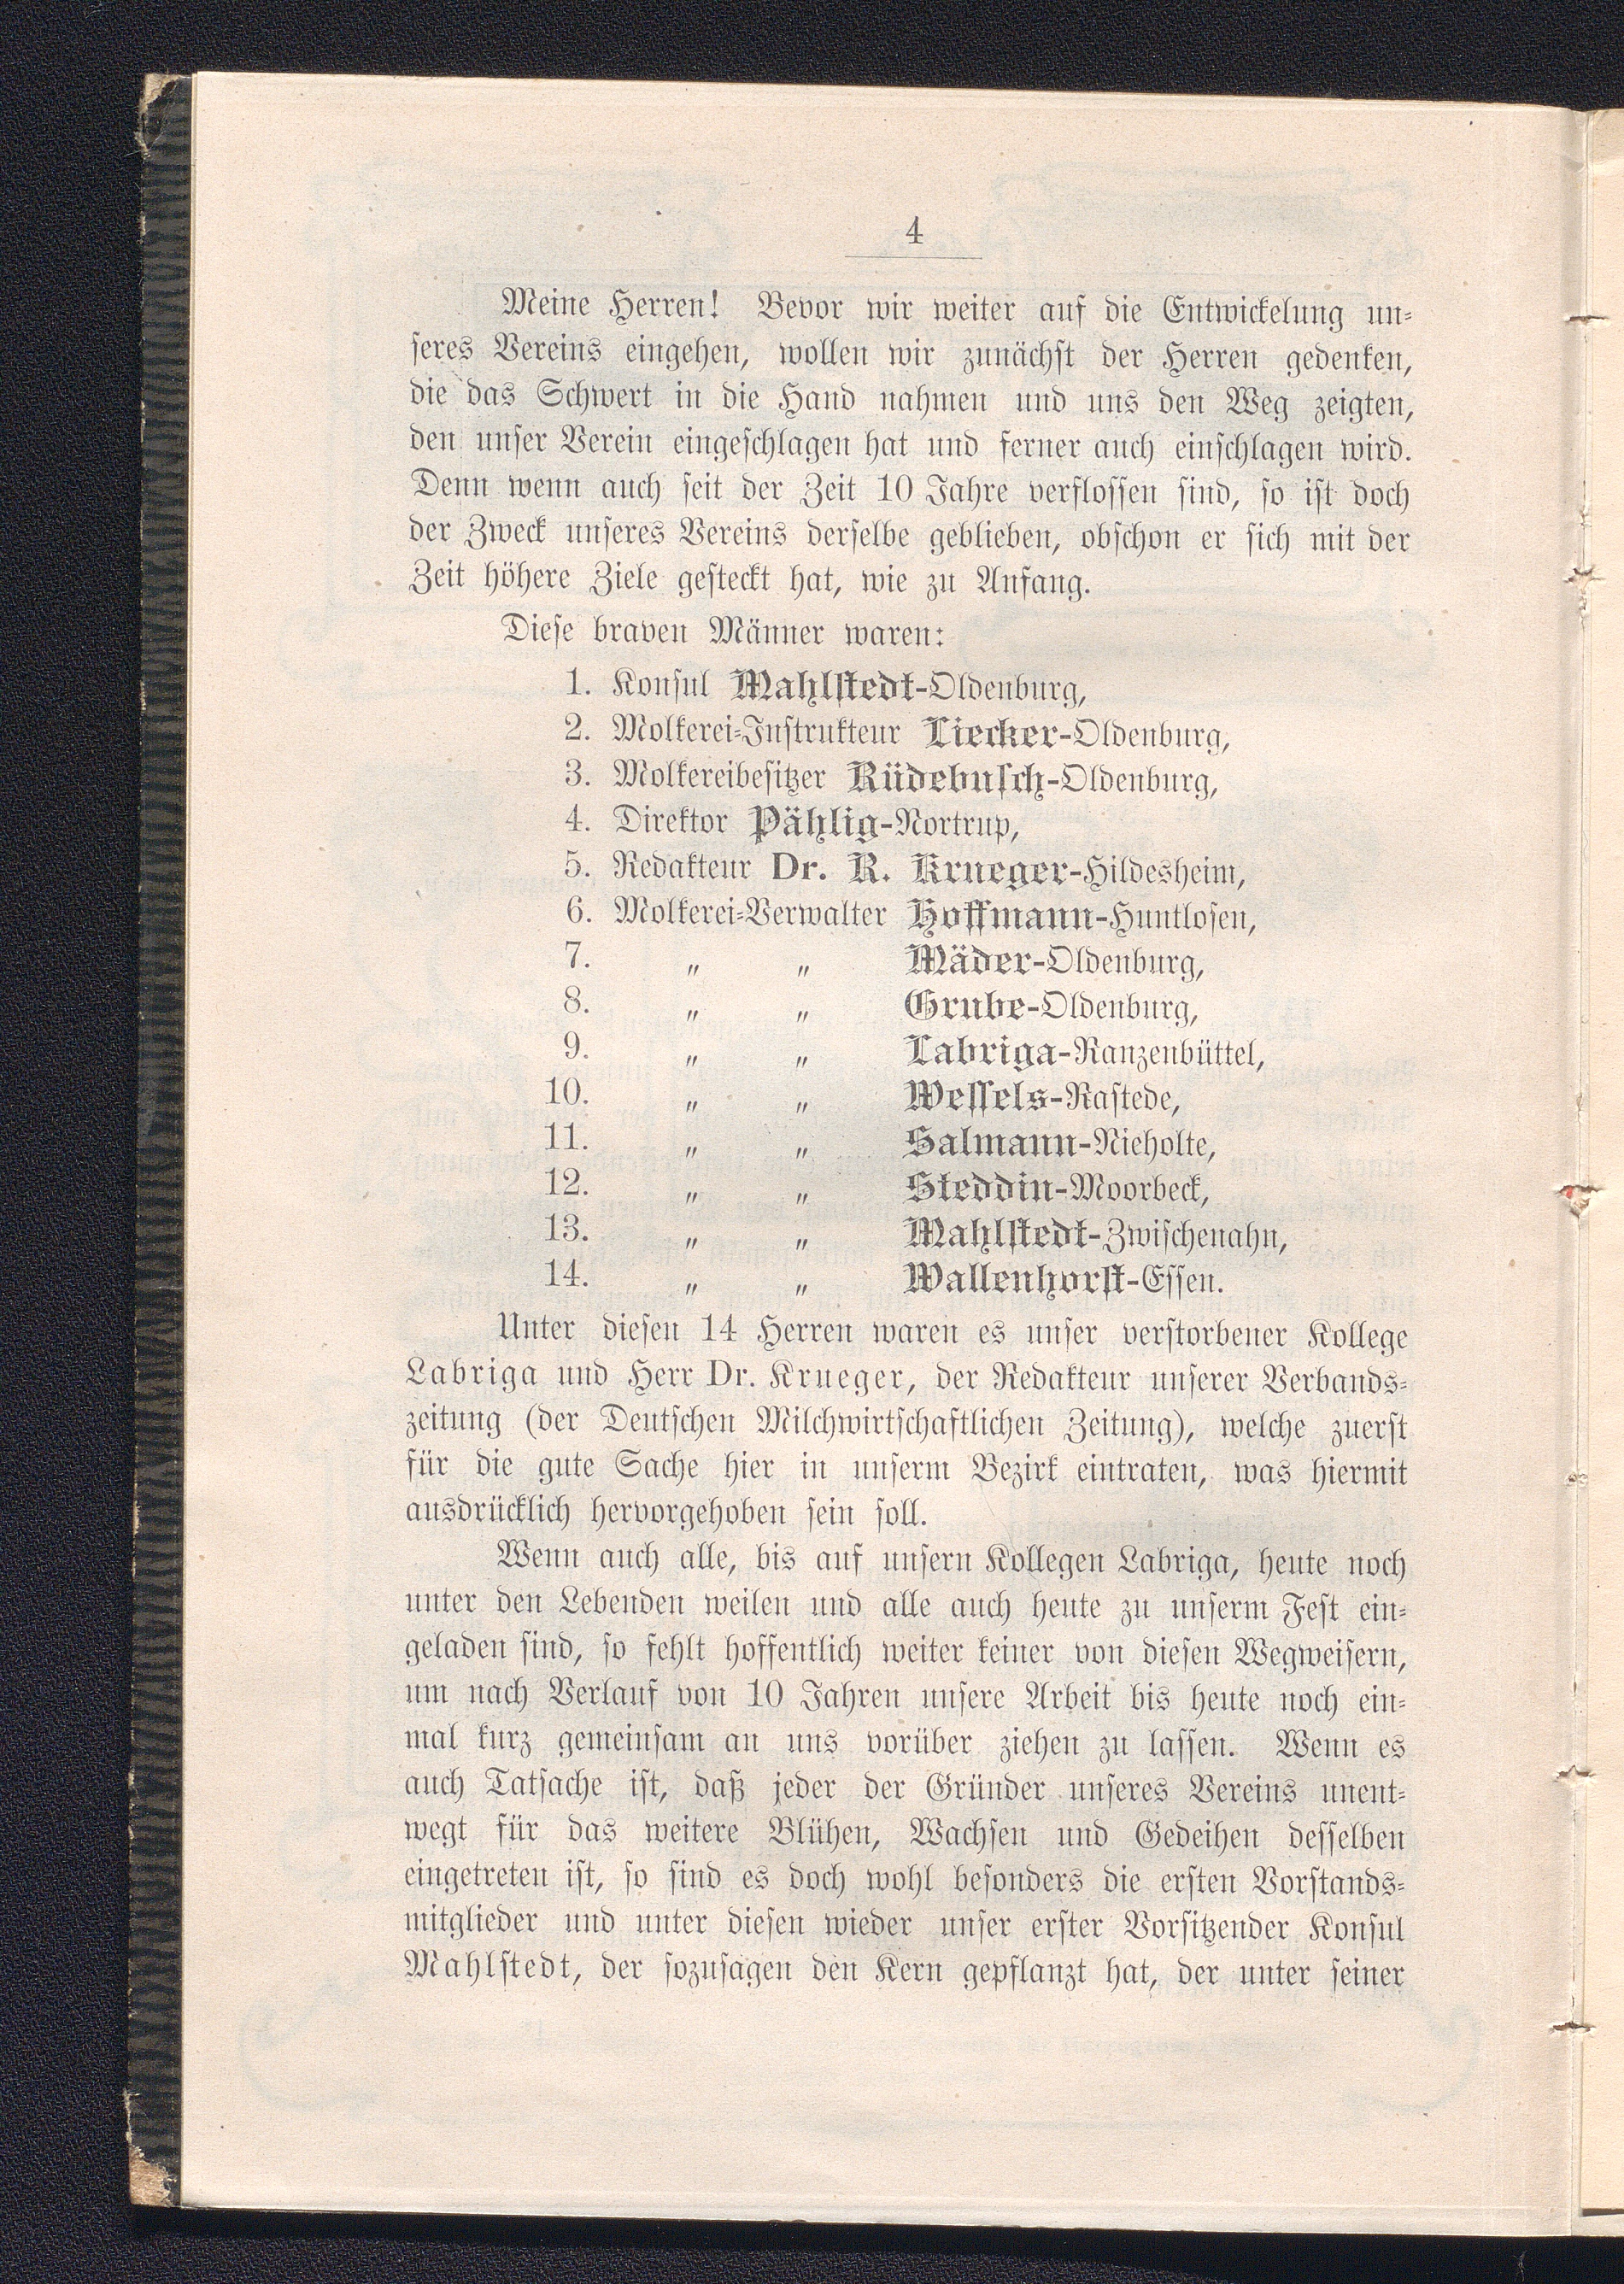 4
Meine Herren! Bevor wir weiter auf die Entwickelung un-
seres Vereins eingehen, wollen wir zunächst der Herren gedenken,
die das Schwert in die Hand nahmen und uns den Weg zeigten,
den unser Verein eingeschlagen hat und ferner auch einschlagen wird.
Denn wenn auch seit der Zeit 10 Jahre verflossen sind, so ist doch
der Zweck unseres Vereins derselbe geblieben, obschon er sich mit der
Zeit höhere Ziele gesteckt hat, wie zu Anfang.
Diese braven Männer waren:
1. Konsul Mahlstedt-Oldenburg,
2. Molkerei-Instrukteur Liecker-Oldenburg,
3. Molkereibesitzer Rüdebusch-Oldenburg,
4. Direktor Pählig-Nortrup,
5. Redakteur Dr. R. Krueger-Hildesheim,
6. Molkerei-Verwalter Hoffmann-Huntlosen,
7. " " Mäder-Oldenburg,
8. " " Grube-Oldenburg,
9. " " Labriga-Ranzenbüttel,
10. " " Wessels-Rastede,
11. " " Salmann-Nieholte,
12. " " Steddin-Moorbeck,
13. " " Mahlstedt-Zwischenahn,
14. " " Wallenhorst-Essen.
Unter diesen 14 Herren waren es unser verstorbener Kollege
Labriga und Herr Dr. Krueger, der Redakteur unserer Verbands-
zeitung (der Deutschen Milchwirtschaftlichen Zeitung), welche zuerst
für die gute Sache hier in unserm Bezirk eintraten, was hiermit
ausdrücklich hervorgehoben sein soll.
Wenn auch alle, bis auf unsern Kollegen Labriga, heute noch
unter den Lebenden weilen und alle auch heute zu unserm Fest ein-
geladen sind, so fehlt hoffentlich weiter keiner von diesen Wegweisern,
um nach Verlauf von 10 Jahren unsere Arbeit bis heute noch ein-
mal kurz gemeinsam an uns vorüber ziehen zu lassen. Wenn es
auch Tatsache ist, daß jeder der Gründer unseres Vereins unent-
wegt für das weitere Blühen, Wachsen und Gedeihen desselben
eingetreten ist, so sind es doch wohl besonders die ersten Vorstands-
mitglieder und unter diesen wieder unser erster Vorsitzender Konsul
Mahlstedt, der sozusagen den Kern gepflanzt hat, der unter seiner